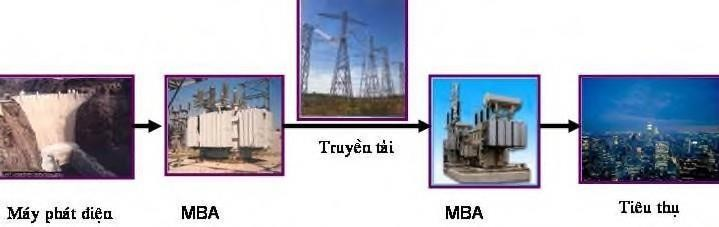 Truyền tải
Máy phát điện
MBA
MBA
Tiêu thụ